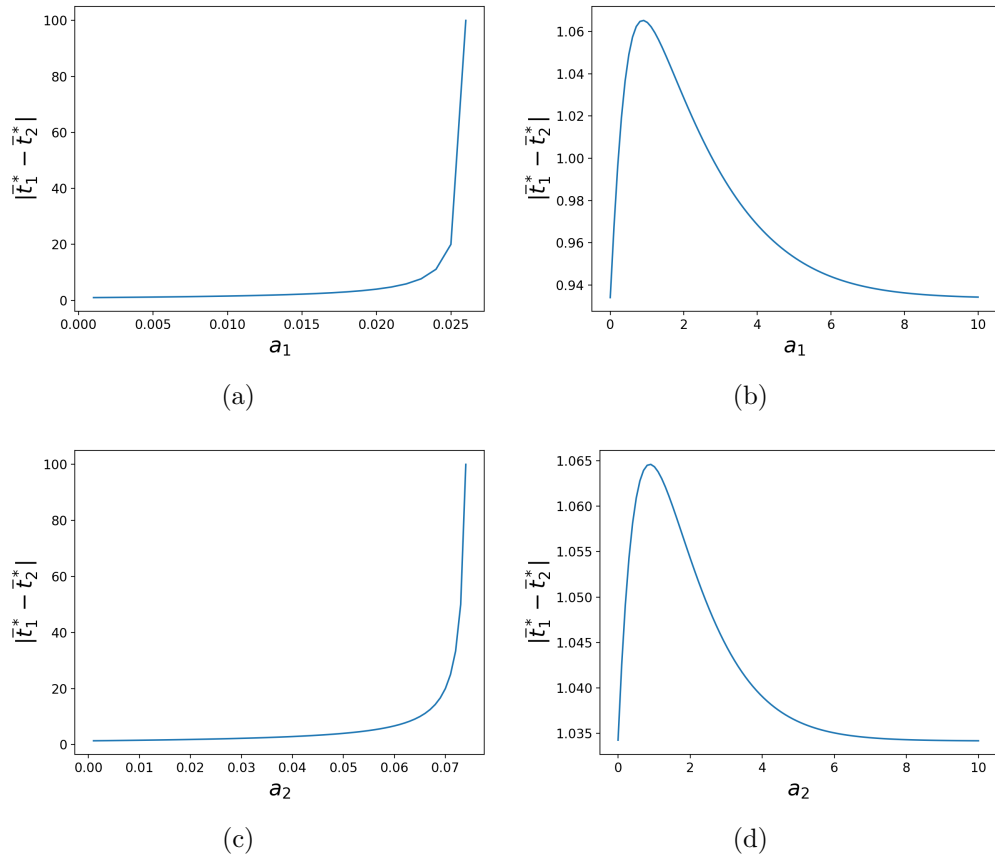 100
80
60
40
20
0
|t̄₁* − t̄₂*|
0.000 0.005 0.010 0.015 0.020 0.025
a₁
(a)
1.06
1.04
1.02
1.00
0.98
0.96
0.94
|t̄₁* − t̄₂*|
0 2 4 6 8 10
a₁
(b)
100
80
60
40
20
0
|t̄₁* − t̄₂*|
0.00 0.01 0.02 0.03 0.04 0.05 0.06 0.07
a₂
(c)
1.065
1.060
1.055
1.050
1.045
1.040
1.035
|t̄₁* − t̄₂*|
0 2 4 6 8 10
a₂
(d)